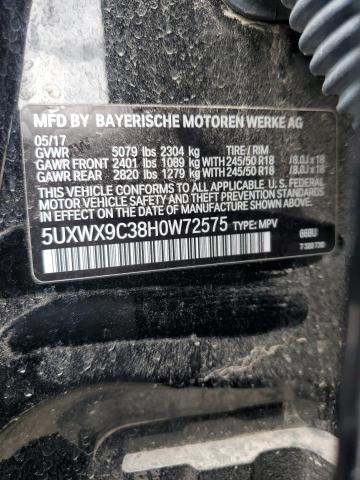 MFD BY BAYERISCHE MOTOREN WERKE AG
05/17
GVWR 5079 lbs 2304 kg TIRE / RIM
GAWR FRONT 2401 lbs 1089 kg WITH 245/50 R18 /8.0J x18
GAWR REAR 2820 lbs 1279 kg WITH 245/50 R18 /8.0J x18
THIS VEHICLE CONFORMS TO ALL APPLICABLE U.S. FEDERAL
MOTOR VEHICLE SAFETY, BUMPER, AND
THEFT PREVENTION STANDARDS IN EFFECT ON
THE DATE OF MANUFACTURE SHOWN ABOVE.
5UXWX9C38H0W72575 TYPE: MPV